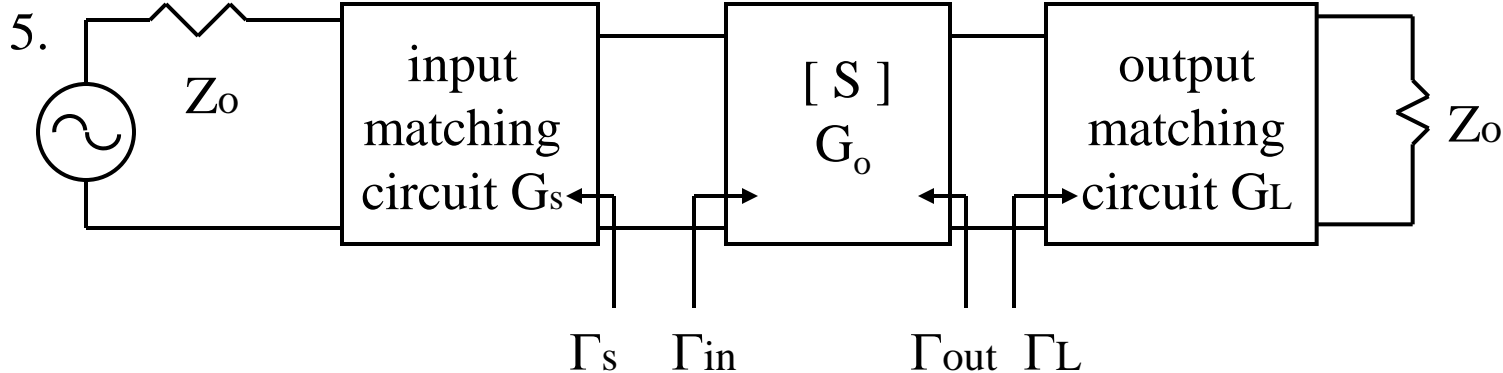 5.
Zo
input
matching
circuit Gs
[ S ]
Go
output
matching
circuit GL
Zo
Γs
Γin
Γout
ΓL